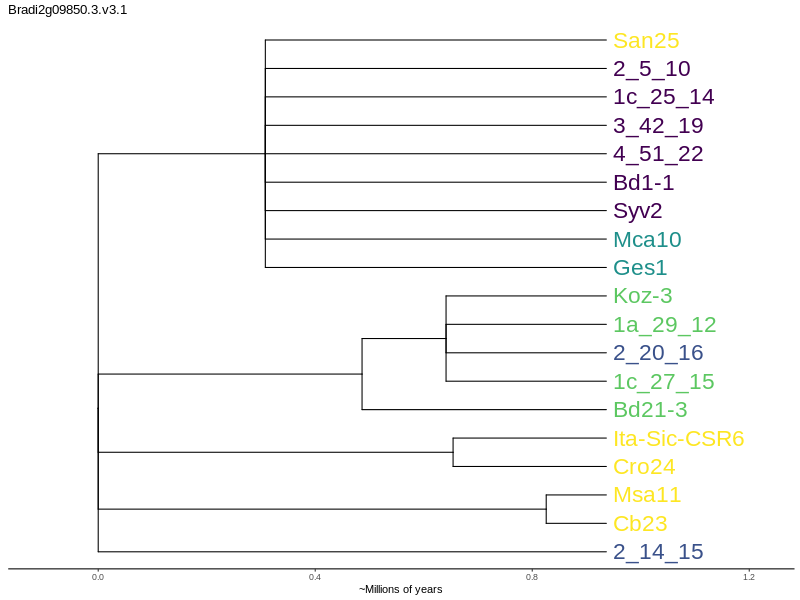 Bradi2g09850.3.v3.1
San25
2_5_10
1c_25_14
3_42_19
4_51_22
Bd1-1
Syv2
Mca10
Ges1
Koz-3
1a_29_12
2_20_16
1c_27_15
Bd21-3
Ita-Sic-CSR6
Cro24
Msa11
Cb23
2_14_15
0.0 0.4 0.8 1.2
~Millions of years